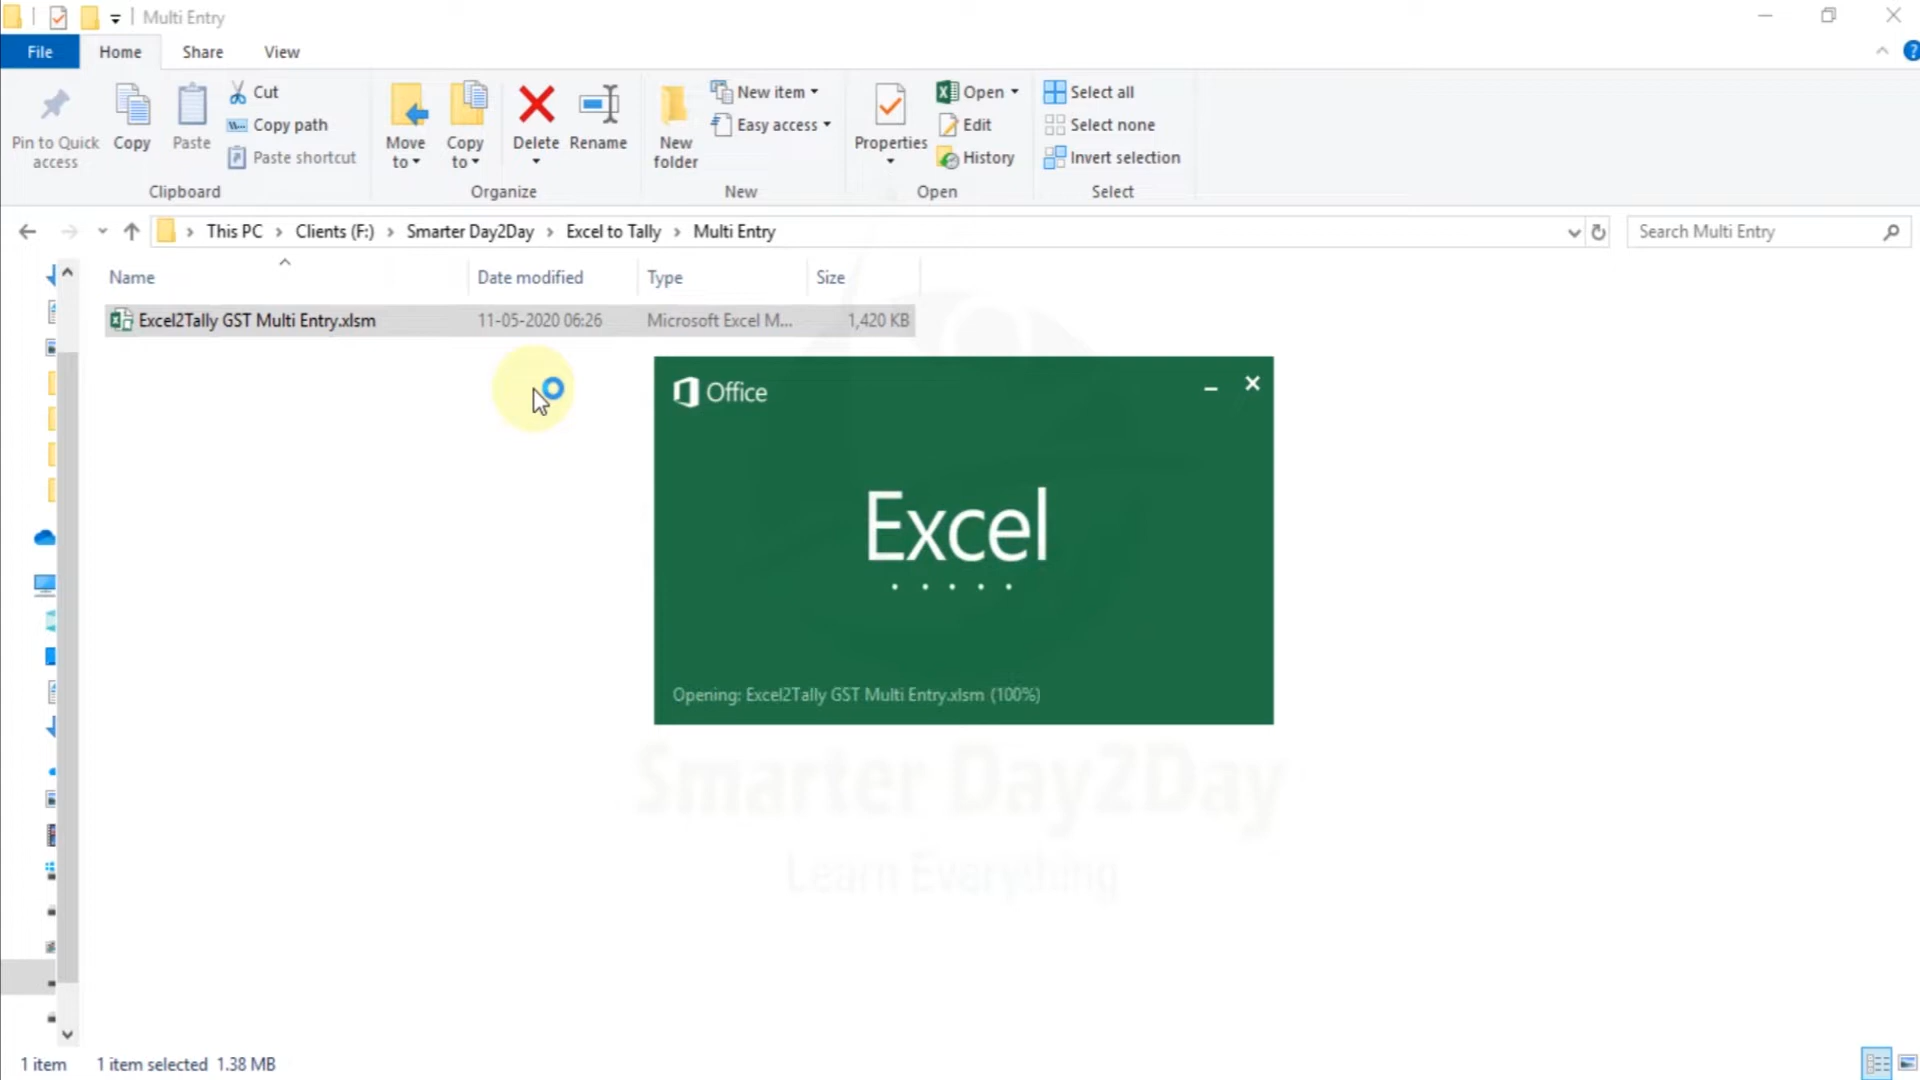 Multi Entry
File Home Share View
Pin to Quick access
Copy
Paste
Cut
Copy path
Paste shortcut
Clipboard
Move to
Copy to
Delete
Rename
Organize
New folder
New item
Easy access
New
Properties
Open
Edit
History
Open
Select all
Select none
Invert selection
Select
This PC > Clients (F:) > Smarter Day2Day > Excel to Tally > Multi Entry
Search Multi Entry
Name Date modified Type Size
Excel2Tally GST Multi Entry.xlsm 11-05-2020 06:26 Microsoft Excel M... 1,420 KB
Office
Excel
Opening: Excel2Tally GST Multi Entry.xlsm (100%)
Smarter Day2Day
Learn Everything
1 item 1 item selected 1.38 MB